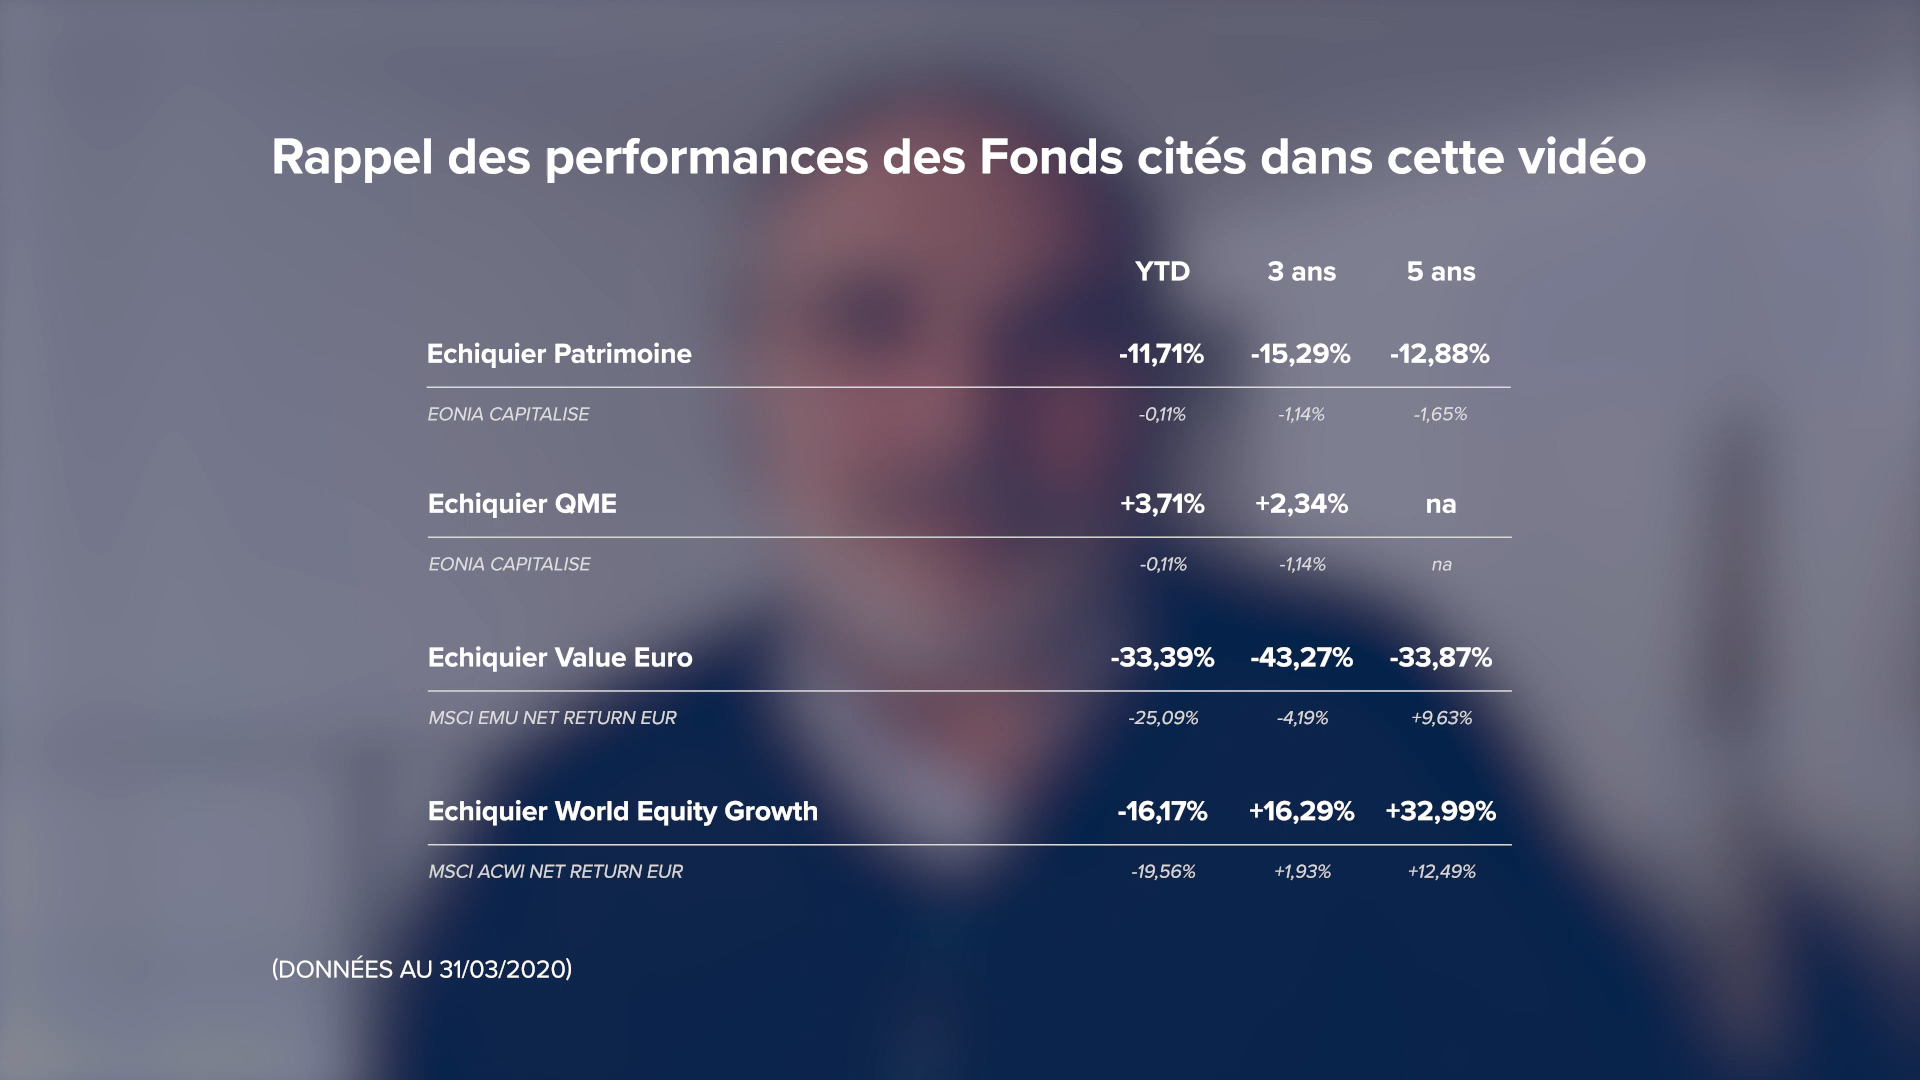 Rappel des performances des Fonds cités dans cette vidéo
YTD 3 ans 5 ans
Echiquier Patrimoine -11,71% -15,29% -12,88%
EONIA CAPITALISE -0,11% -1,14% -1,65%
Echiquier QME +3,71% +2,34% na
EONIA CAPITALISE -0,11% -1,14% na
Echiquier Value Euro -33,39% -43,27% -33,87%
MSCI EMU NET RETURN EUR -25,09% -4,19% +9,63%
Echiquier World Equity Growth -16,17% +16,29% +32,99%
MSCI ACWI NET RETURN EUR -19,56% +1,93% +12,49%
(DONNÉES AU 31/03/2020)